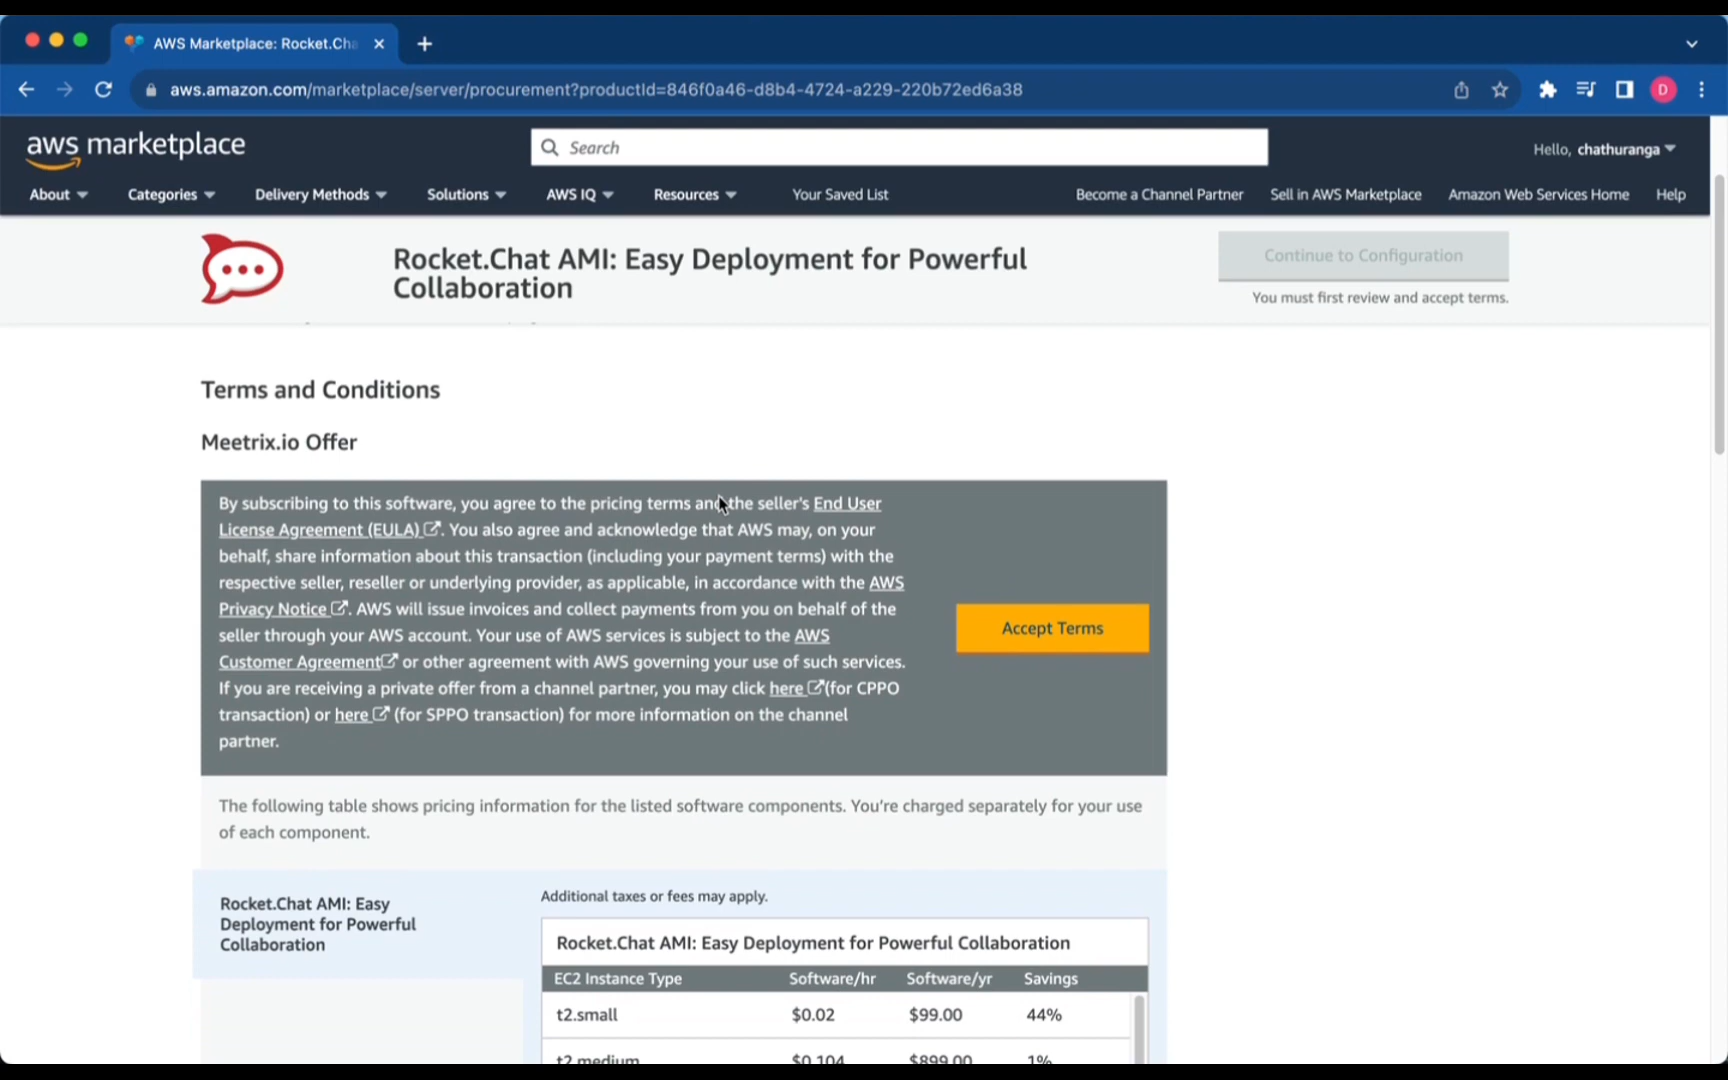 AWS Marketplace: Rocket.Cha
aws.amazon.com/marketplace/server/procurement?productId=846f0a46-d8b4-4724-a229-220b72ed6a38
D
aws marketplace
Search
Hello, chathuranga
About Categories Delivery Methods Solutions AWS IQ Resources Your Saved List Become a Channel Partner Sell in AWS Marketplace Amazon Web Services Home Help
Rocket.Chat AMI: Easy Deployment for Powerful
Collaboration
Continue to Configuration
You must first review and accept terms.
Terms and Conditions
Meetrix.io Offer
By subscribing to this software, you agree to the pricing terms and the seller's End User
License Agreement (EULA). You also agree and acknowledge that AWS may, on your
behalf, share information about this transaction (including your payment terms) with the
respective seller, reseller or underlying provider, as applicable, in accordance with the AWS
Privacy Notice. AWS will issue invoices and collect payments from you on behalf of the
seller through your AWS account. Your use of AWS services is subject to the AWS
Customer Agreement or other agreement with AWS governing your use of such services.
If you are receiving a private offer from a channel partner, you may click here (for CPPO
transaction) or here (for SPPO transaction) for more information on the channel
partner.
Accept Terms
The following table shows pricing information for the listed software components. You're charged separately for your use
of each component.
Rocket.Chat AMI: Easy
Deployment for Powerful
Collaboration
Additional taxes or fees may apply.
Rocket.Chat AMI: Easy Deployment for Powerful Collaboration
EC2 Instance Type Software/hr Software/yr Savings
t2.small $0.02 $99.00 44%
t2.medium $0.104 $899.00 1%